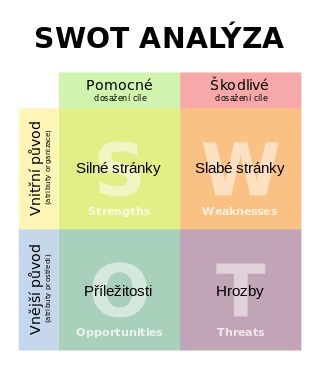 SWOT ANALÝZA
Pomocné
dosažení cíle
Škodlivé
dosažení cíle
Vnitřní původ
(atributy organizace)
S
Silné stránky
Strengths
W
Slabé stránky
Weaknesses
Vnější původ
(atributy prostředí)
O
Příležitosti
Opportunities
T
Hrozby
Threats